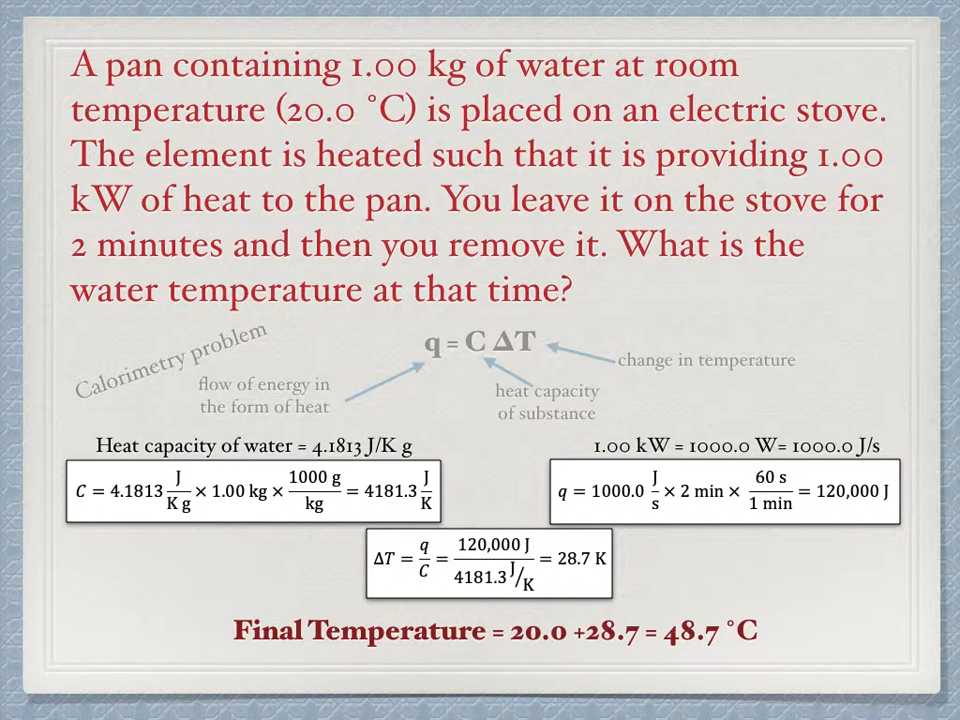 A pan containing 1.00 kg of water at room
temperature (20.0 °C) is placed on an electric stove.
The element is heated such that it is providing 1.00
kW of heat to the pan. You leave it on the stove for
2 minutes and then you remove it. What is the
water temperature at that time?
Calorimetry problem
q = C ΔT
flow of energy in
the form of heat
heat capacity
of substance
change in temperature
Heat capacity of water = 4.1813 J/K g
C = 4.1813 J/K g × 1.00 kg × 1000 g/kg = 4181.3 J/K
1.00 kW = 1000.0 W= 1000.0 J/s
q = 1000.0 J/s × 2 min × 60 s/1 min = 120,000 J
ΔT = q/C = 120,000 J/4181.3 J/K = 28.7 K
Final Temperature = 20.0 +28.7 = 48.7 °C